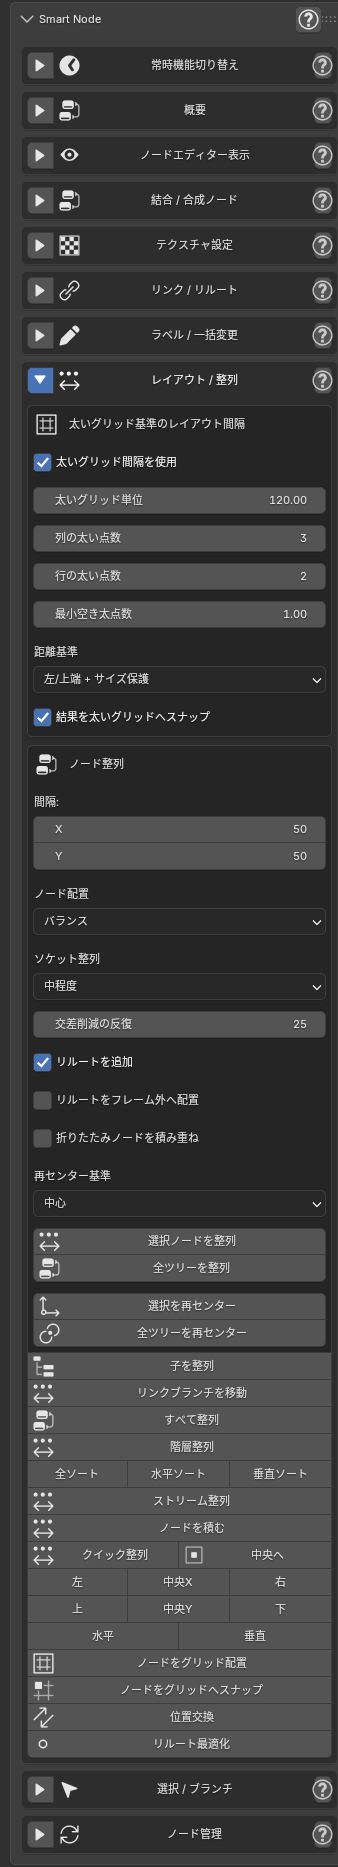 Smart Node
常時機能切り替え
概要
ノードエディター表示
結合 / 合成ノード
テクスチャ設定
リンク / リルート
ラベル / 一括変更
レイアウト / 整列
太いグリッド基準のレイアウト間隔
太いグリッド間隔を使用
太いグリッド単位 120.00
列の太い点数 3
行の太い点数 2
最小空き太点数 1.00
距離基準
左/上端 + サイズ保護
結果を太いグリッドへスナップ
ノード整列
間隔:
X 50
Y 50
ノード配置
バランス
ソケット整列
中程度
交差削減の反復 25
リルートを追加
リルートをフレーム外へ配置
折りたたみノードを積み重ね
再センター基準
中心
選択ノードを整列
全ツリーを整列
選択を再センター
全ツリーを再センター
子を整列
リンクブランチを移動
すべて整列
階層整列
全ソート 水平ソート 垂直ソート
ストリーム整列
ノードを積む
クイック整列 中央へ
左 中央X 右
上 中央Y 下
水平 垂直
ノードをグリッド配置
ノードをグリッドへスナップ
位置交換
リルート最適化
選択 / ブランチ
ノード管理